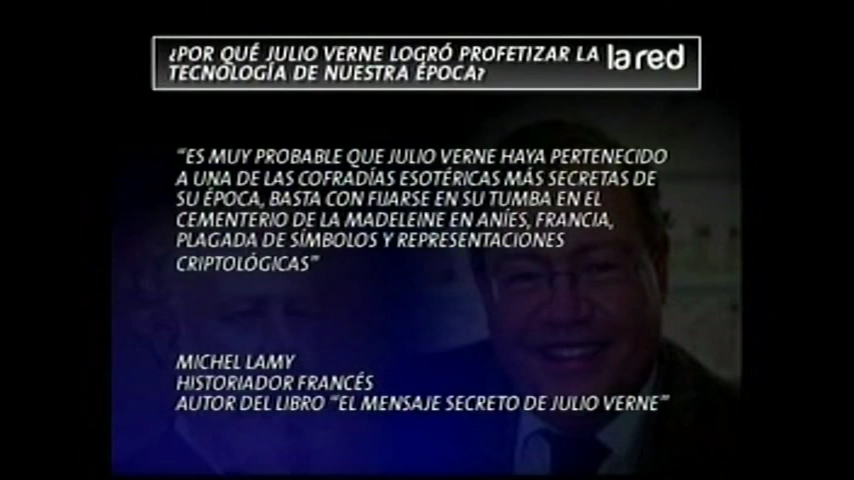 ¿POR QUÉ JULIO VERNE LOGRÓ PROFETIZAR LA
TECNOLOGÍA DE NUESTRA ÉPOCA?
la red
"ES MUY PROBABLE QUE JULIO VERNE HAYA PERTENECIDO
A UNA DE LAS COFRADÍAS ESOTÉRICAS MÁS SECRETAS DE
SU ÉPOCA, BASTA CON FIJARSE EN SU TUMBA EN EL
CEMENTERIO DE LA MADELEINE EN ANÍES, FRANCIA,
PLAGADA DE SÍMBOLOS Y REPRESENTACIONES
CRIPTOLÓGICAS"
MICHEL LAMY
HISTORIADOR FRANCÉS
AUTOR DEL LIBRO "EL MENSAJE SECRETO DE JULIO VERNE"